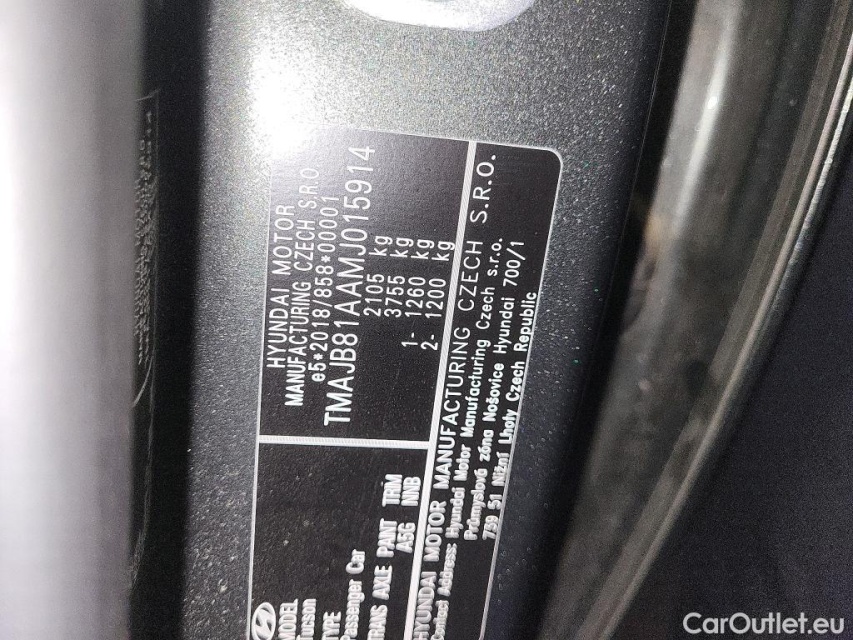 HYUNDAI MOTOR
MANUFACTURING CZECH S.R.O
e5*2018/858*00001
TMAJB81AAMJ015914
2105 kg
3755 kg
1- 1260 kg
2- 1200 kg
MODEL
Tucson
TYPE
Passenger Car
TRANS AXLE PANT TRIM
A5G NNB
HYUNDAI MOTOR MANUFACTURING CZECH S.R.O.
Contact Address: Hyundai Motor Manufacturing Czech s.r.o.
Průmyslová zóna Nošovice Hyundai 700/1
739 51 Nižní Lhoty Czech Republic
CarOutlet.eu